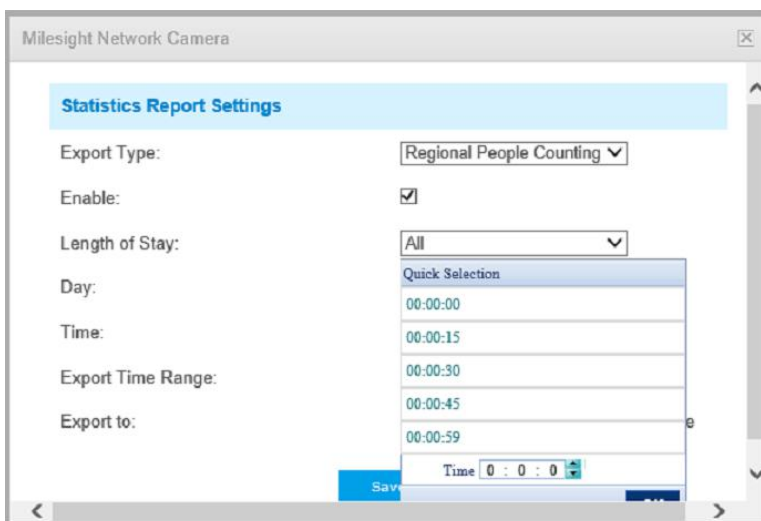 Milesight Network Camera
Statistics Report Settings
Export Type: Regional People Counting
Enable:
Length of Stay: All
Quick Selection
Day:
00:00:00
Time:
00:00:15
00:00:30
Export Time Range:
00:00:45
Export to:
00:00:59
Time 0 : 0 : 0
Save